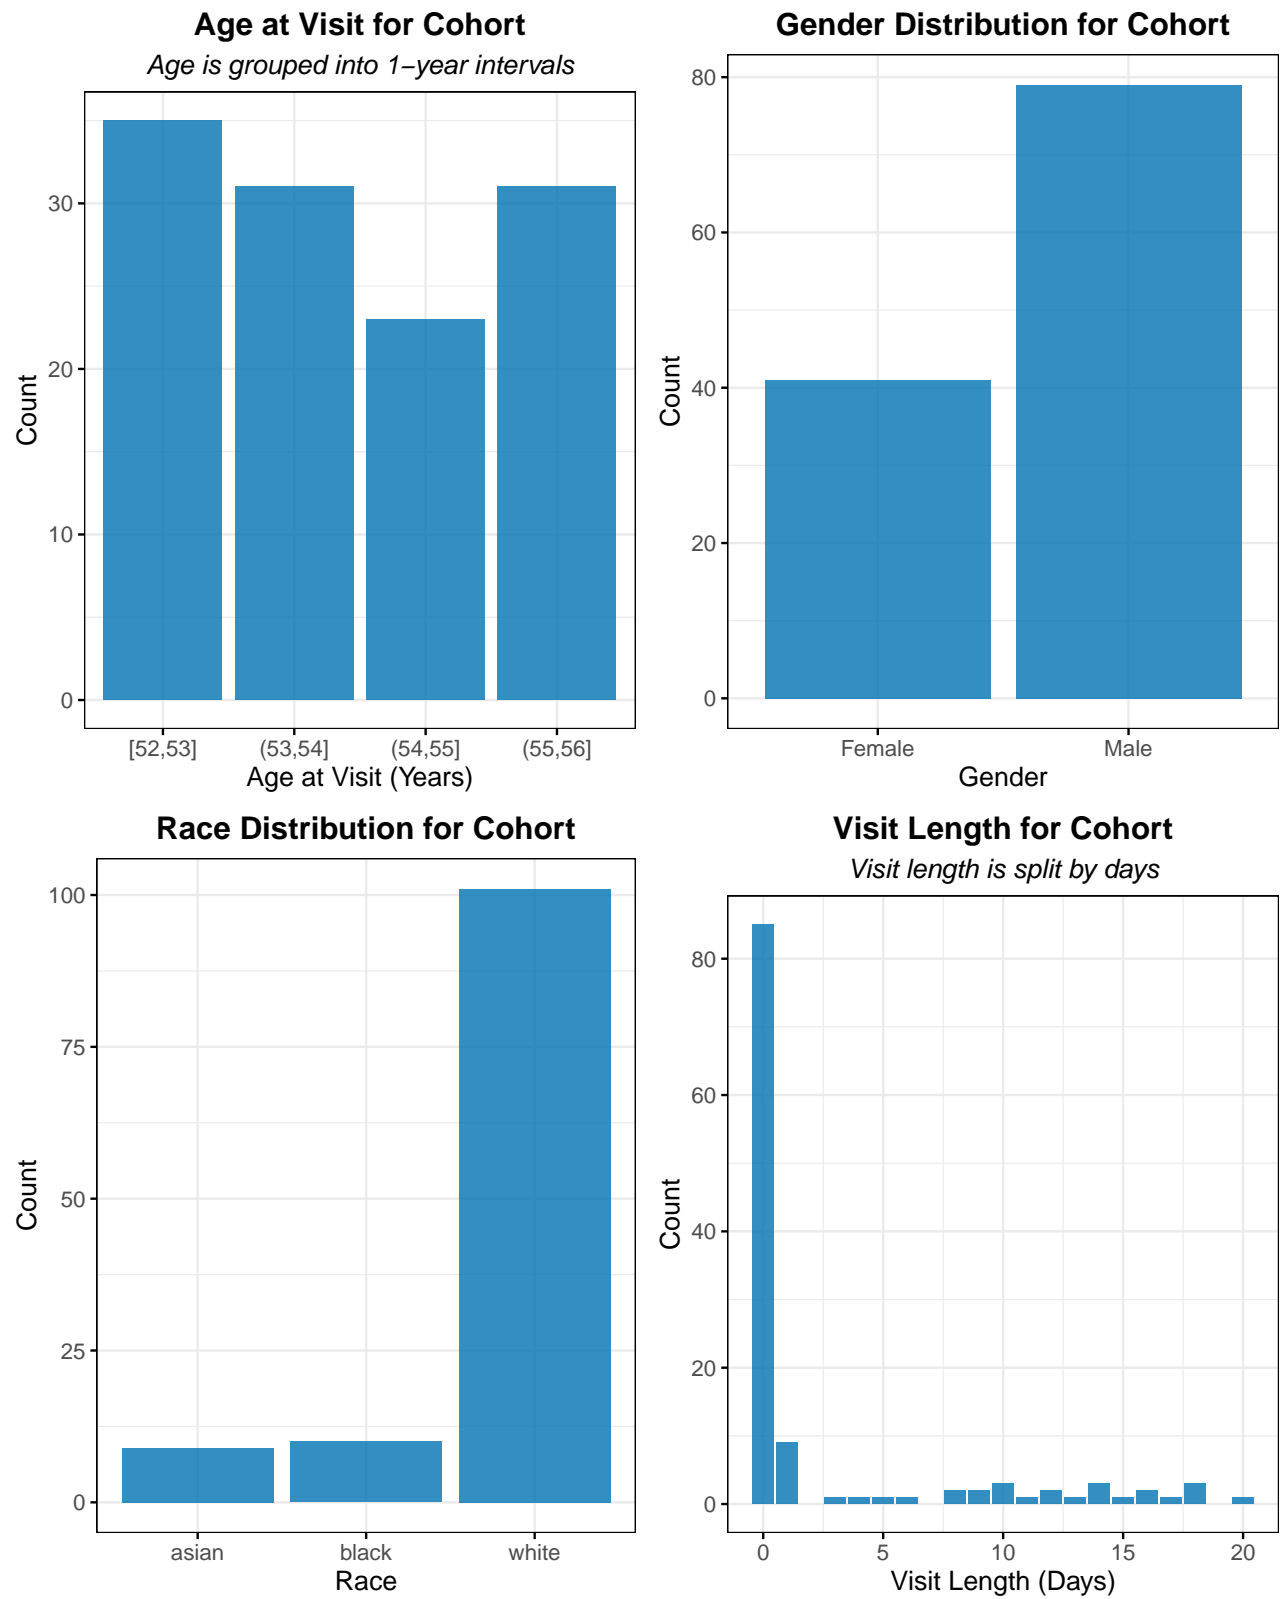 Age at Visit for Cohort
Age is grouped into 1−year intervals
Count
30
20
10
0
[52,53]
(53,54]
(54,55]
(55,56]
Age at Visit (Years)
Gender Distribution for Cohort
Count
80
60
40
20
0
Female
Male
Gender
Race Distribution for Cohort
Count
100
75
50
25
0
asian
black
white
Race
Visit Length for Cohort
Visit length is split by days
Count
80
60
40
20
0
0
5
10
15
20
Visit Length (Days)